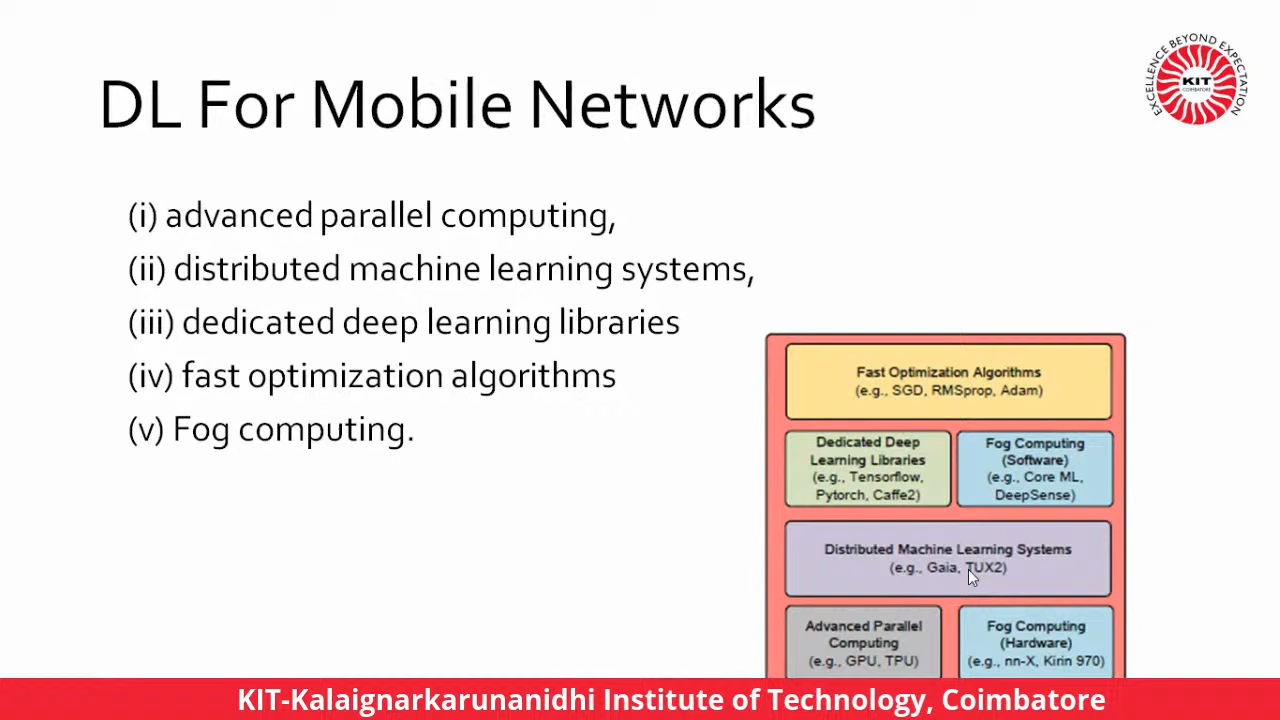 DL For Mobile Networks
EXCELLENCE BEYOND EXPECTATION
KIT
COIMBATORE
(i) advanced parallel computing,
(ii) distributed machine learning systems,
(iii) dedicated deep learning libraries
(iv) fast optimization algorithms
(v) Fog computing.
Fast Optimization Algorithms
(e.g., SGD, RMSprop, Adam)
Dedicated Deep
Learning Libraries
(e.g., Tensorflow,
Pytorch, Caffe2)
Fog Computing
(Software)
(e.g., Core ML,
DeepSense)
Distributed Machine Learning Systems
(e.g., Gaia, TUX2)
Advanced Parallel
Computing
(e.g., GPU, TPU)
Fog Computing
(Hardware)
(e.g., nn-X, Kirin 970)
KIT-Kalaignarkarunanidhi Institute of Technology, Coimbatore